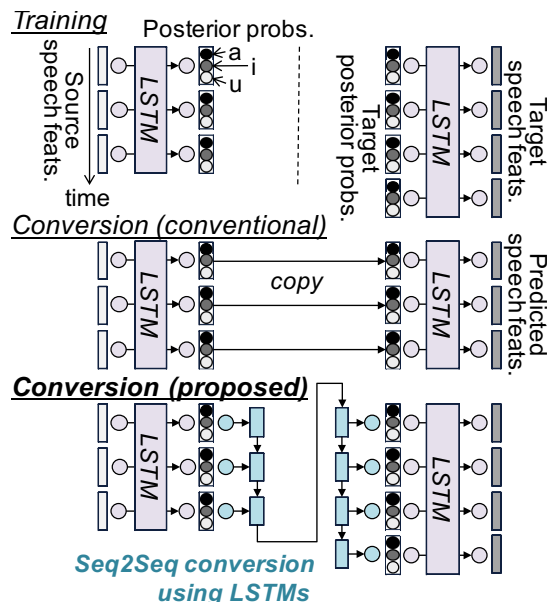 Training
Posterior probs.
a
i
u
Source
speech feats.
time
LSTM
Target
posterior probs.
LSTM
Target
speech feats.
Conversion (conventional)
LSTM
copy
LSTM
Predicted
speech feats.
Conversion (proposed)
LSTM
LSTM
Seq2Seq conversion
using LSTMs